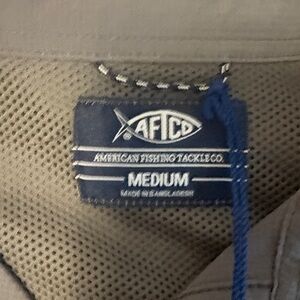 AFTCO
AMERICAN FISHING TACKLE CO.
MEDIUM
MADE IN BANGLADESH